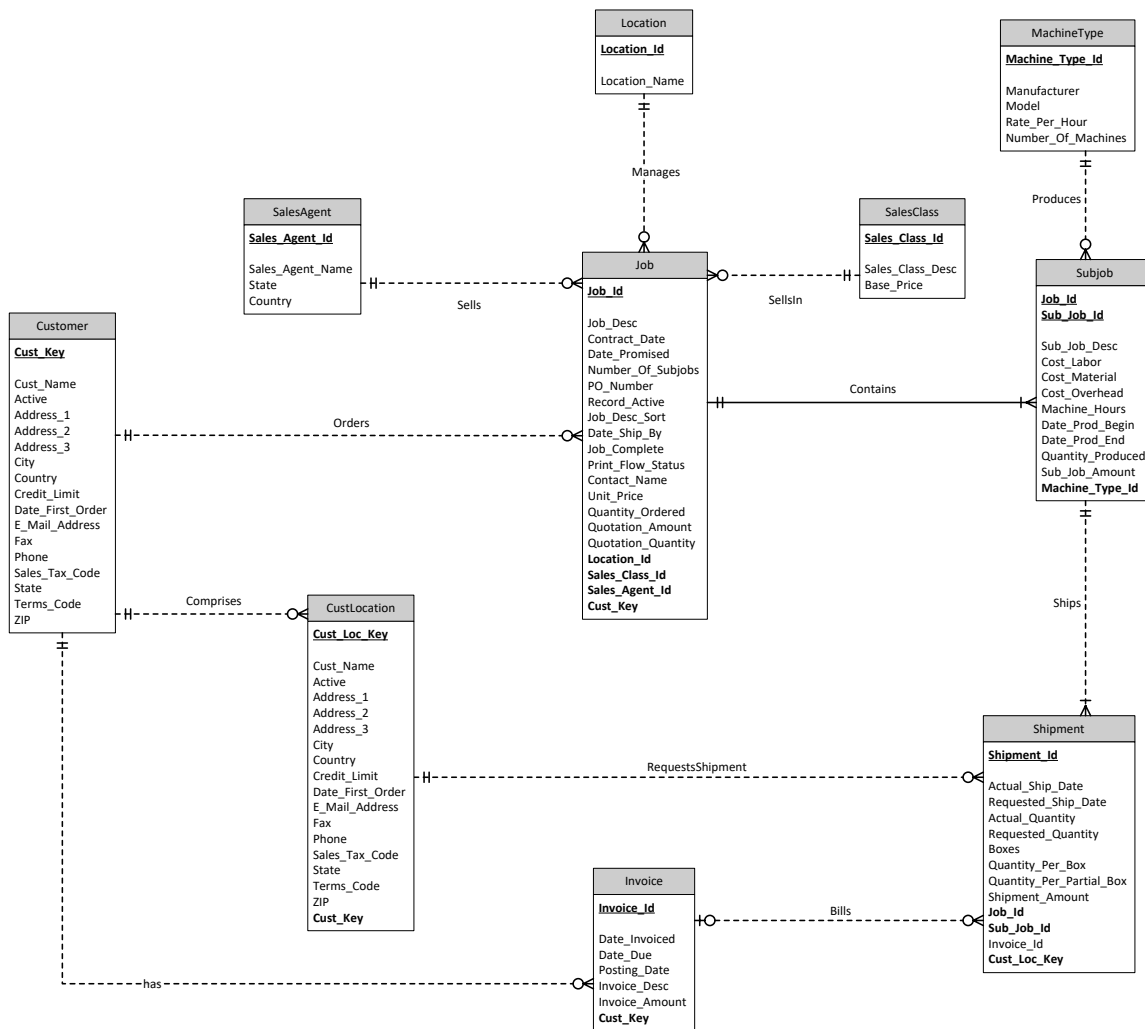 Location
Location_Id
Location_Name
MachineType
Machine_Type_Id
Manufacturer
Model
Rate_Per_Hour
Number_Of_Machines
Manages
Produces
SalesAgent
Sales_Agent_Id
Sales_Agent_Name
State
Country
Sells
SalesClass
Sales_Class_Id
Sales_Class_Desc
Base_Price
SellsIn
Job
Job_Id
Job_Desc
Contract_Date
Date_Promised
Number_Of_Subjobs
PO_Number
Record_Active
Job_Desc_Sort
Date_Ship_By
Job_Complete
Print_Flow_Status
Contact_Name
Unit_Price
Quantity_Ordered
Quotation_Amount
Quotation_Quantity
Location_Id
Sales_Class_Id
Sales_Agent_Id
Cust_Key
Subjob
Job_Id
Sub_Job_Id
Sub_Job_Desc
Cost_Labor
Cost_Material
Cost_Overhead
Machine_Hours
Date_Prod_Begin
Date_Prod_End
Quantity_Produced
Sub_Job_Amount
Machine_Type_Id
Contains
Customer
Cust_Key
Cust_Name
Active
Address_1
Address_2
Address_3
City
Country
Credit_Limit
Date_First_Order
E_Mail_Address
Fax
Phone
Sales_Tax_Code
State
Terms_Code
ZIP
Orders
Comprises
Ships
CustLocation
Cust_Loc_Key
Cust_Name
Active
Address_1
Address_2
Address_3
City
Country
Credit_Limit
Date_First_Order
E_Mail_Address
Fax
Phone
Sales_Tax_Code
State
Terms_Code
ZIP
Cust_Key
RequestsShipment
Shipment
Shipment_Id
Actual_Ship_Date
Requested_Ship_Date
Actual_Quantity
Requested_Quantity
Boxes
Quantity_Per_Box
Quantity_Per_Partial_Box
Shipment_Amount
Job_Id
Sub_Job_Id
Invoice_Id
Cust_Loc_Key
Bills
Invoice
Invoice_Id
Date_Invoiced
Date_Due
Posting_Date
Invoice_Desc
Invoice_Amount
Cust_Key
has